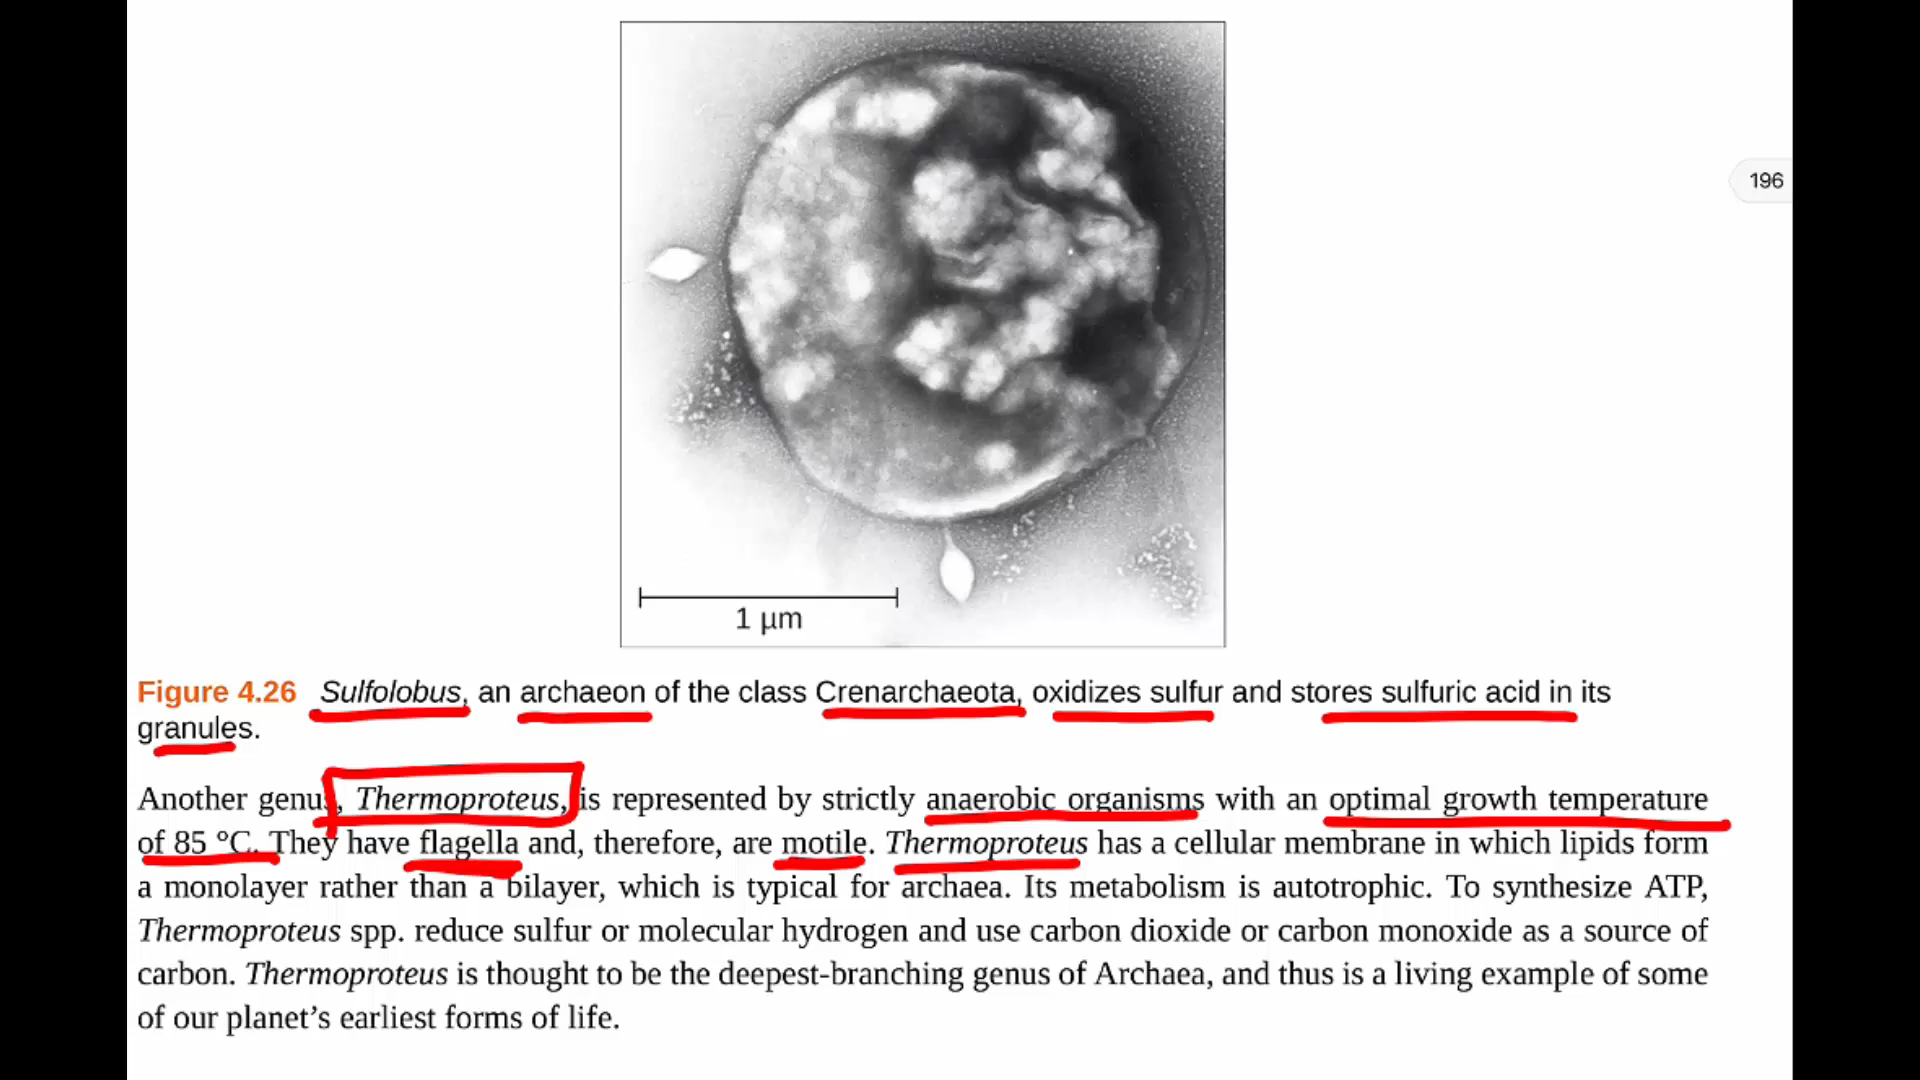 196
1 μm
Figure 4.26 Sulfolobus, an archaeon of the class Crenarchaeota, oxidizes sulfur and stores sulfuric acid in its
granules.
Another genus, Thermoproteus, is represented by strictly anaerobic organisms with an optimal growth temperature
of 85 °C. They have flagella and, therefore, are motile. Thermoproteus has a cellular membrane in which lipids form
a monolayer rather than a bilayer, which is typical for archaea. Its metabolism is autotrophic. To synthesize ATP,
Thermoproteus spp. reduce sulfur or molecular hydrogen and use carbon dioxide or carbon monoxide as a source of
carbon. Thermoproteus is thought to be the deepest-branching genus of Archaea, and thus is a living example of some
of our planet’s earliest forms of life.